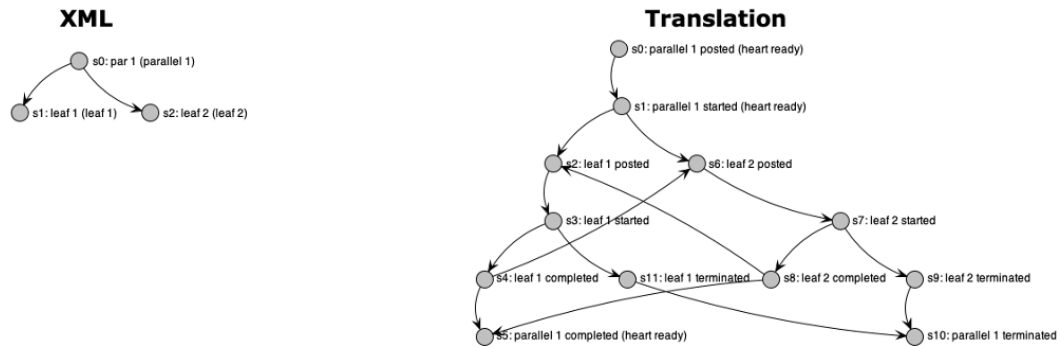 XML
Translation
s0: par 1 (parallel 1)
s1: leaf 1 (leaf 1)
s2: leaf 2 (leaf 2)
s0: parallel 1 posted (heart ready)
s1: parallel 1 started (heart ready)
s2: leaf 1 posted
s6: leaf 2 posted
s3: leaf 1 started
s7: leaf 2 started
s4: leaf 1 completed
s11: leaf 1 terminated
s8: leaf 2 completed
s9: leaf 2 terminated
s5: parallel 1 completed (heart ready)
s10: parallel 1 terminated